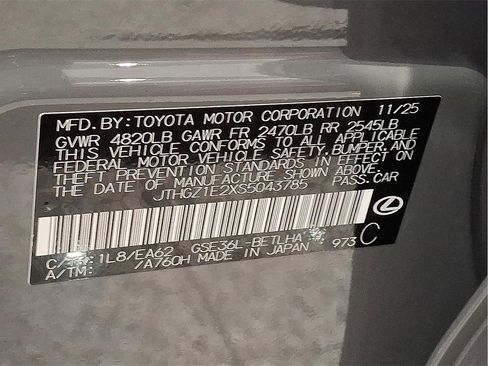 MFD. BY: TOYOTA MOTOR CORPORATION 11/25
GVWR 4820LB GAWR FR 2470LB RR 2545LB
THIS VEHICLE CONFORMS TO ALL APPLICABLE
FEDERAL MOTOR VEHICLE SAFETY, BUMPER, AND
THEFT PREVENTION STANDARDS IN EFFECT ON
THE DATE OF MANUFACTURE SHOWN ABOVE.
JTHGZ1E2XS5043785 PASS. CAR
C/TR: 1L8/EA62 GSE36L-BETLHA C
A/TM: /A760H MADE IN JAPAN 973